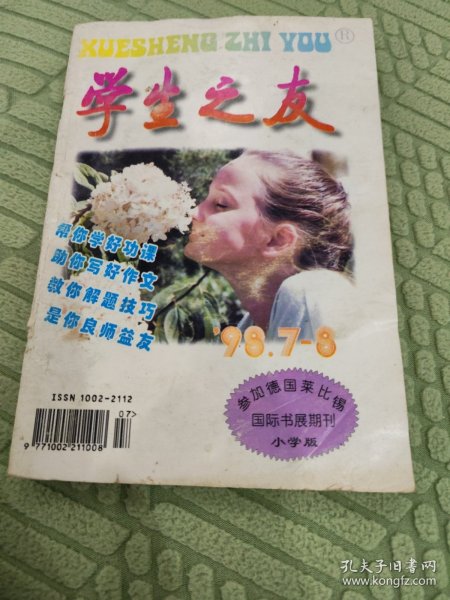 XUESHENG ZHI YOU®
学生之友
帮你学好功课
助你写好作文
教你解题技巧
是你良师益友
'98.7-8
ISSN 1002-2112
07>
9 771002 211008
参加德国莱比锡
国际书展期刊
小学版
孔夫子旧书网
www.kongfz.com